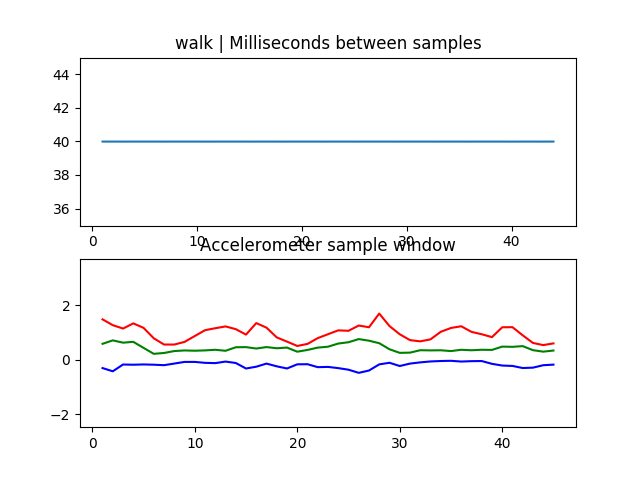 walk | Milliseconds between samples
44
42
40
38
36
0 10 20 30 40
Accelerometer sample window
2
0
−2
0 10 20 30 40